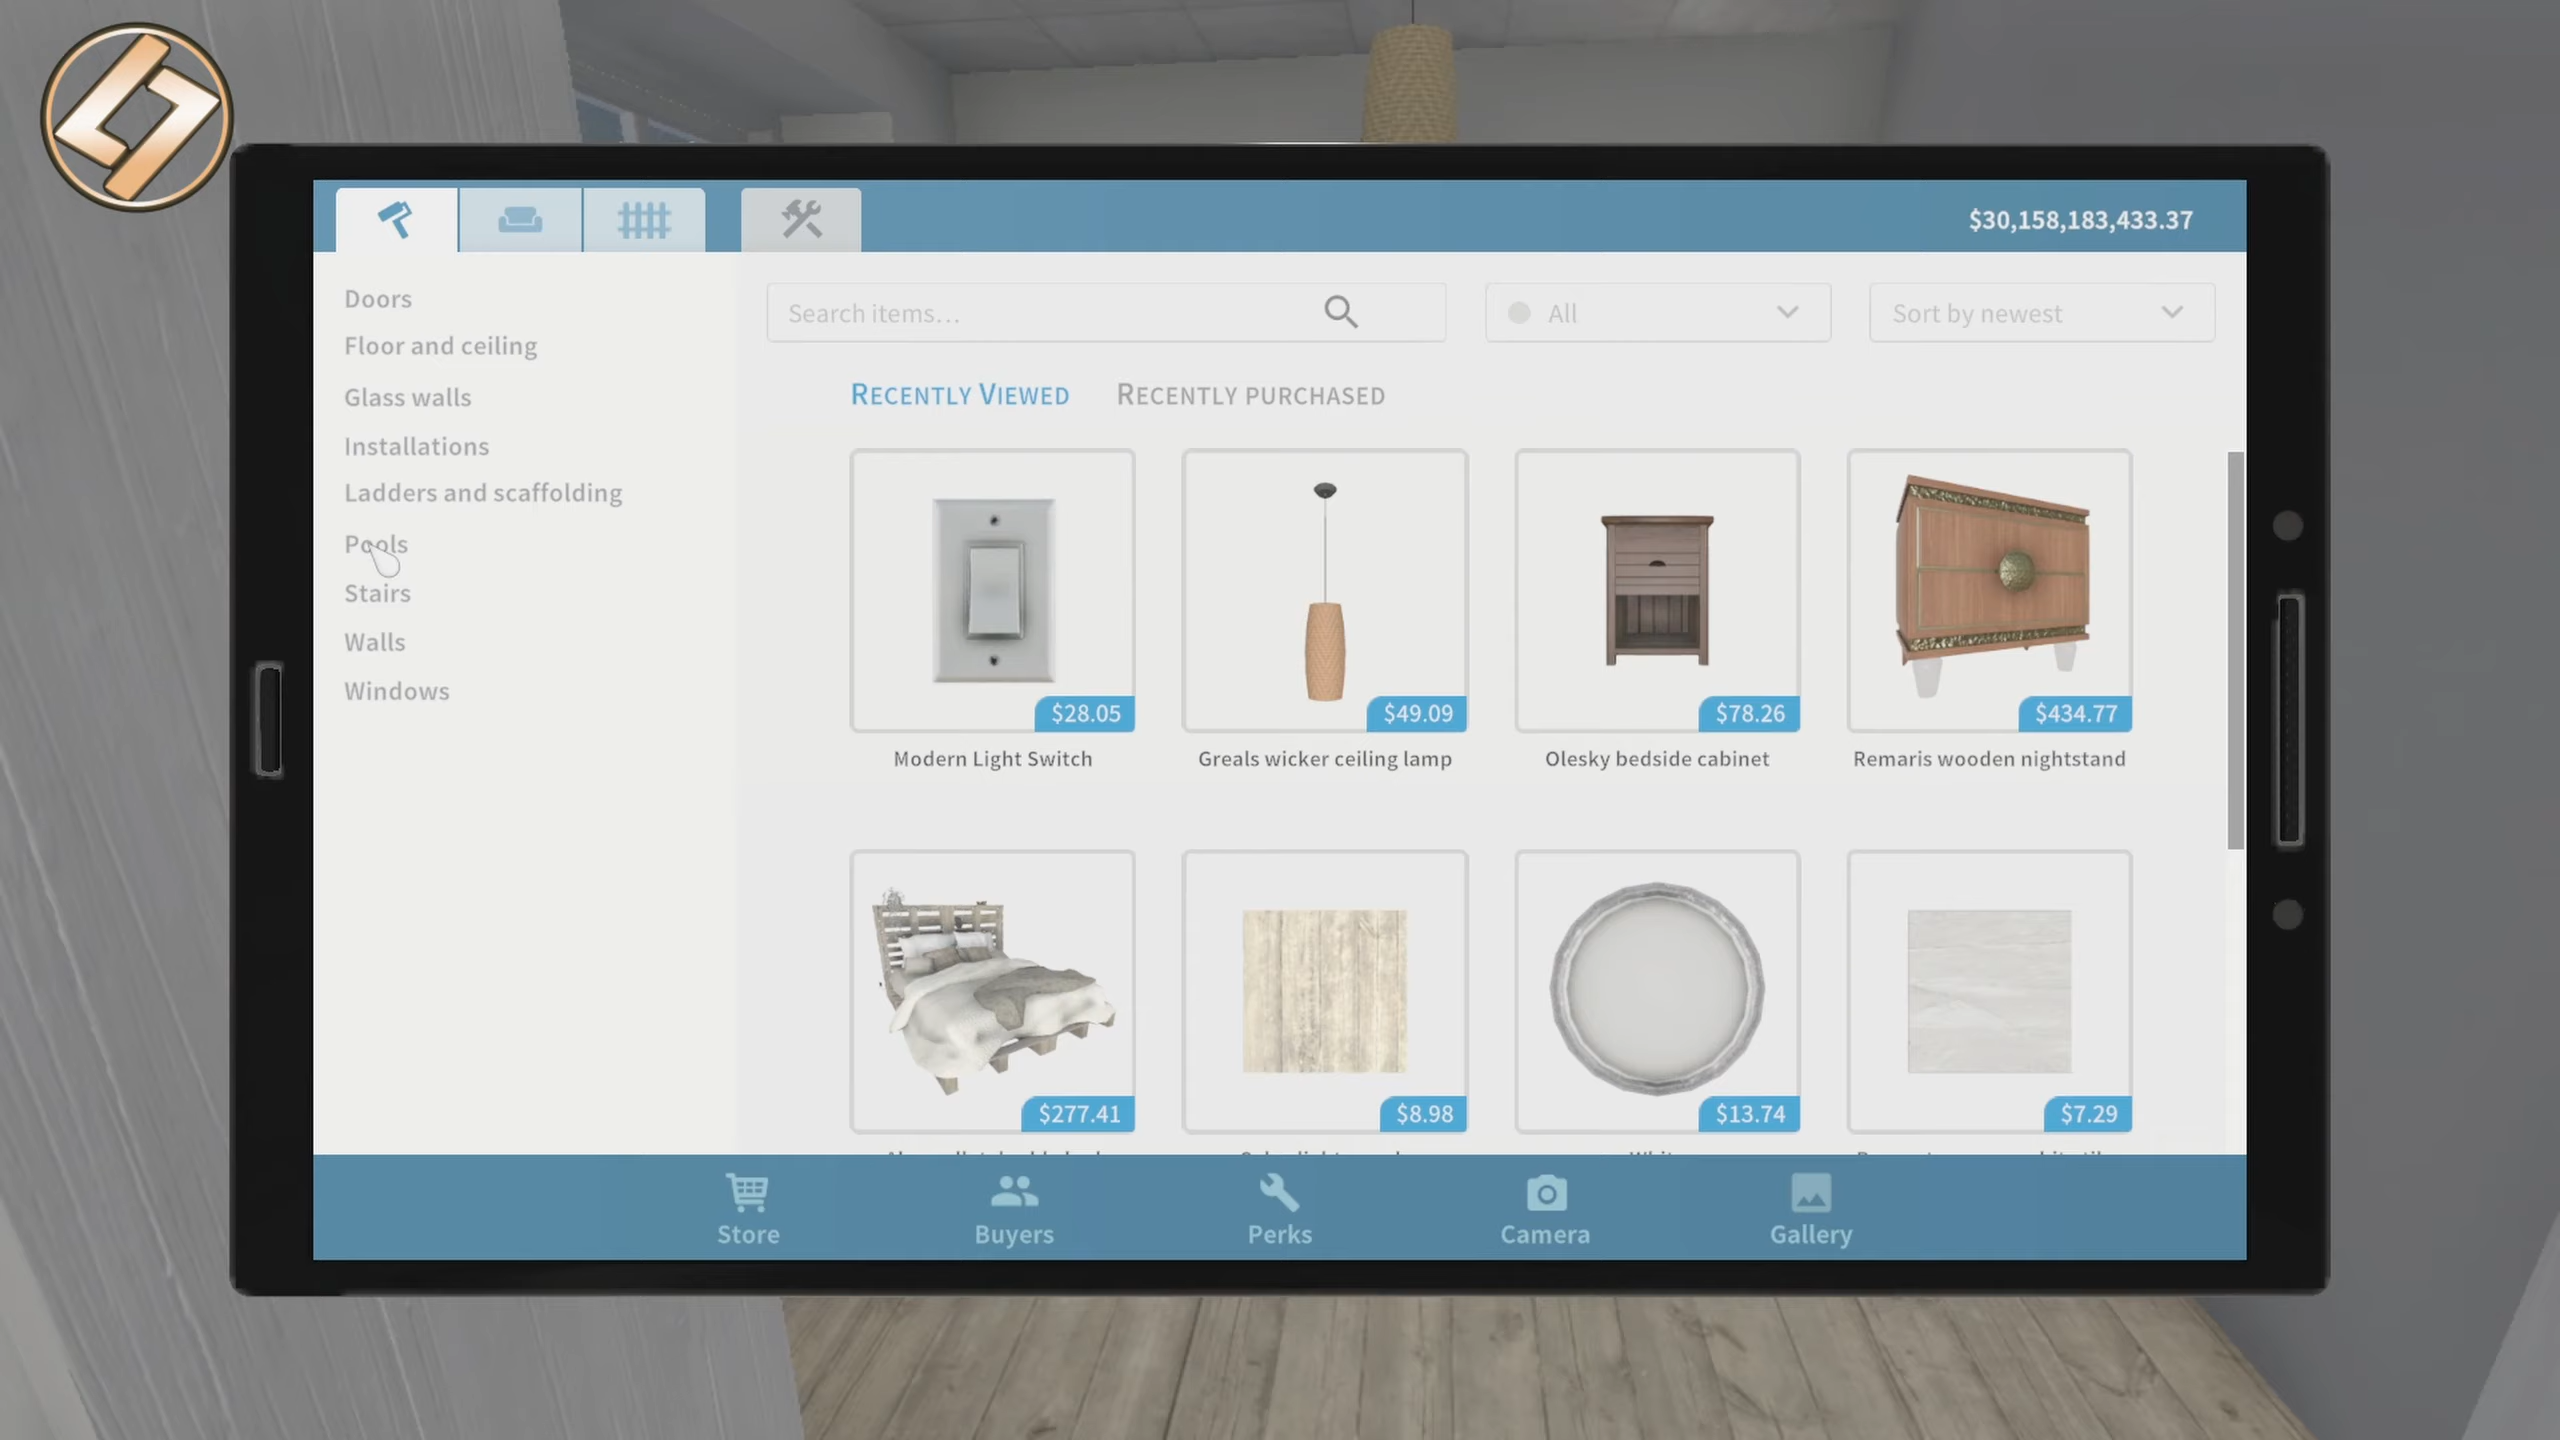 $30,158,183,433.37
Doors
Floor and ceiling
Glass walls
Installations
Ladders and scaffolding
Pools
Stairs
Walls
Windows
Search items...
All
Sort by newest
RECENTLY VIEWED
RECENTLY PURCHASED
$28.05
$49.09
$78.26
$434.77
Modern Light Switch
Greals wicker ceiling lamp
Olesky bedside cabinet
Remaris wooden nightstand
$277.41
$8.98
$13.74
$7.29
Store
Buyers
Perks
Camera
Gallery